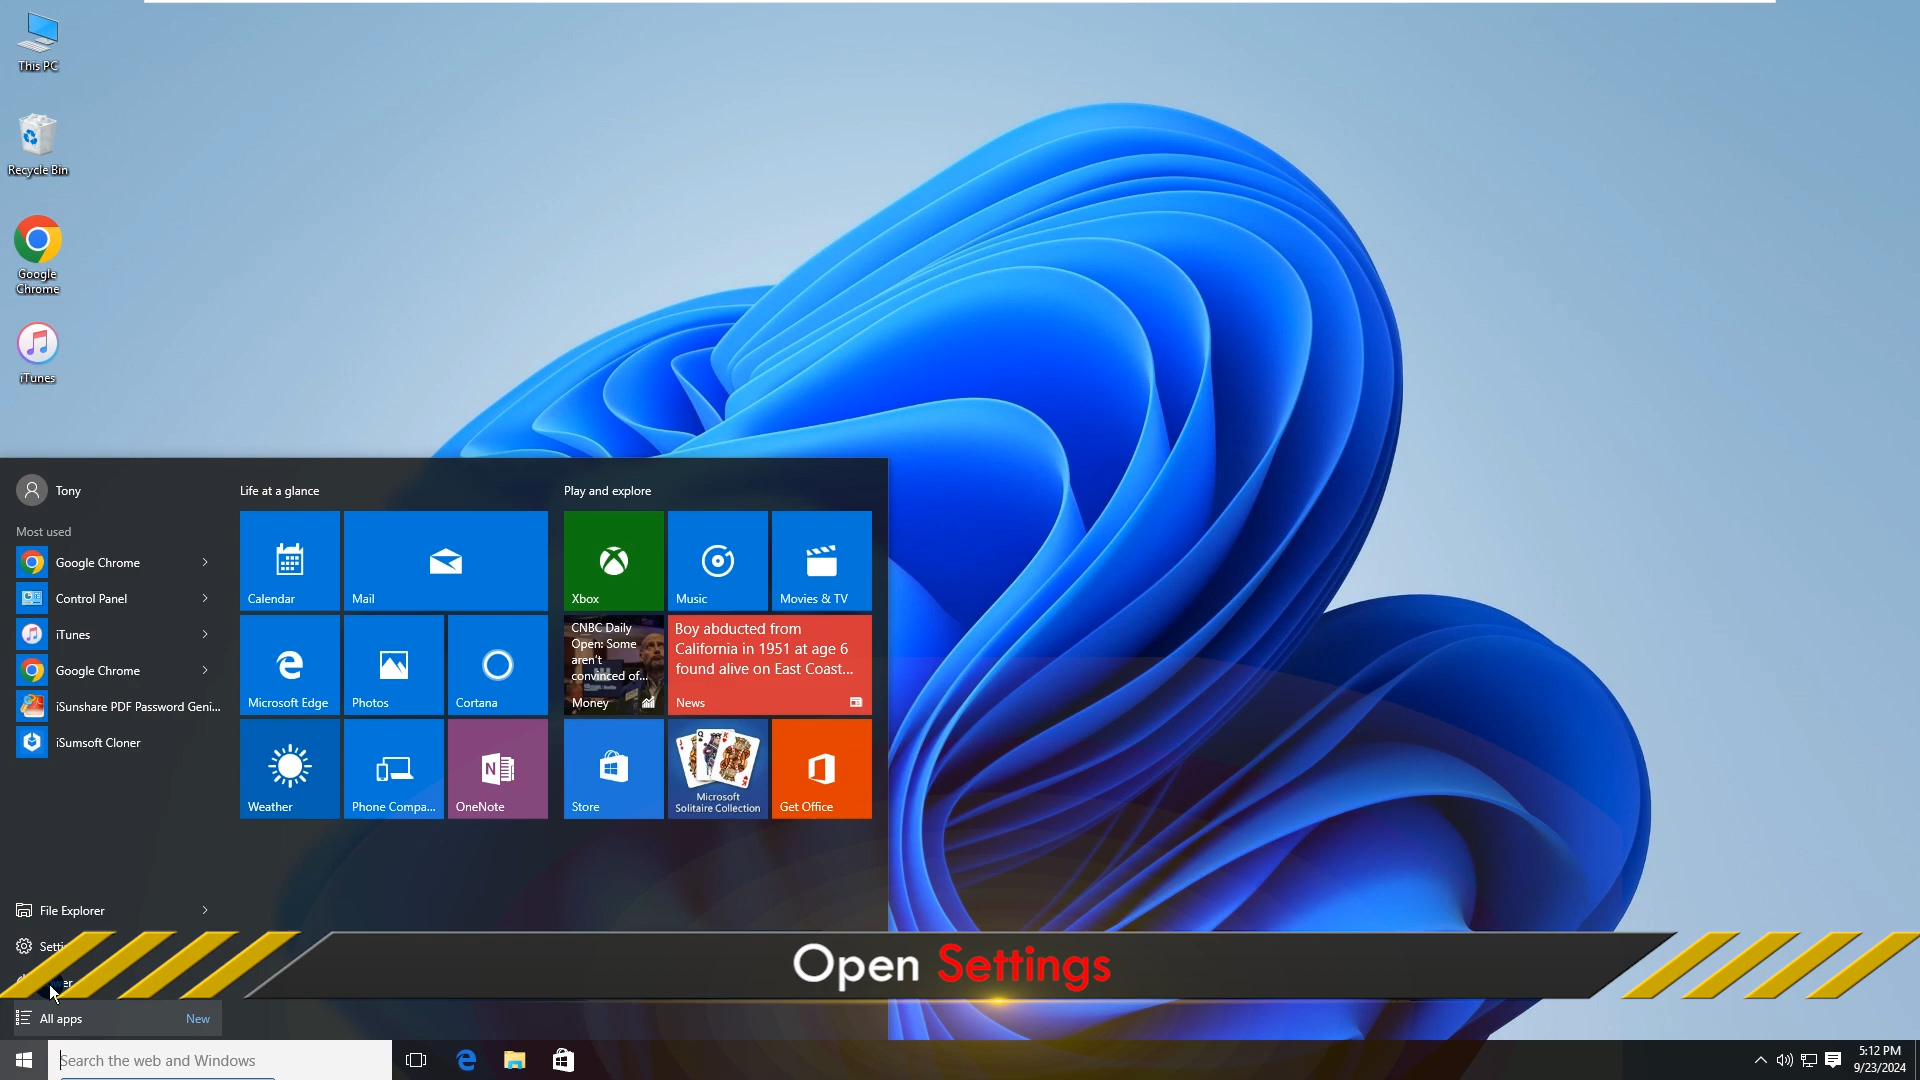 This PC
Recycle Bin
Google
Chrome
iTunes
Tony
Most used
Google Chrome
Control Panel
iTunes
Google Chrome
iSunshare PDF Password Geni...
iSumsoft Cloner
File Explorer
All apps
New
Life at a glance
Calendar
Mail
Microsoft Edge
Photos
Cortana
Weather
Phone Compa...
OneNote
Play and explore
Xbox
Music
Movies & TV
CNBC Daily
Open: Some
aren't
convinced of...
Money
Boy abducted from
California in 1951 at age 6
found alive on East Coast...
News
Store
Microsoft
Solitaire Collection
Get Office
Open Settings
Search the web and Windows
5:12 PM
9/23/2024